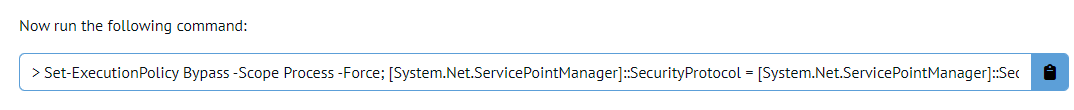 Now run the following command:
> Set-ExecutionPolicy Bypass -Scope Process -Force; [System.Net.ServicePointManager]::SecurityProtocol = [System.Net.ServicePointManager]::Sec